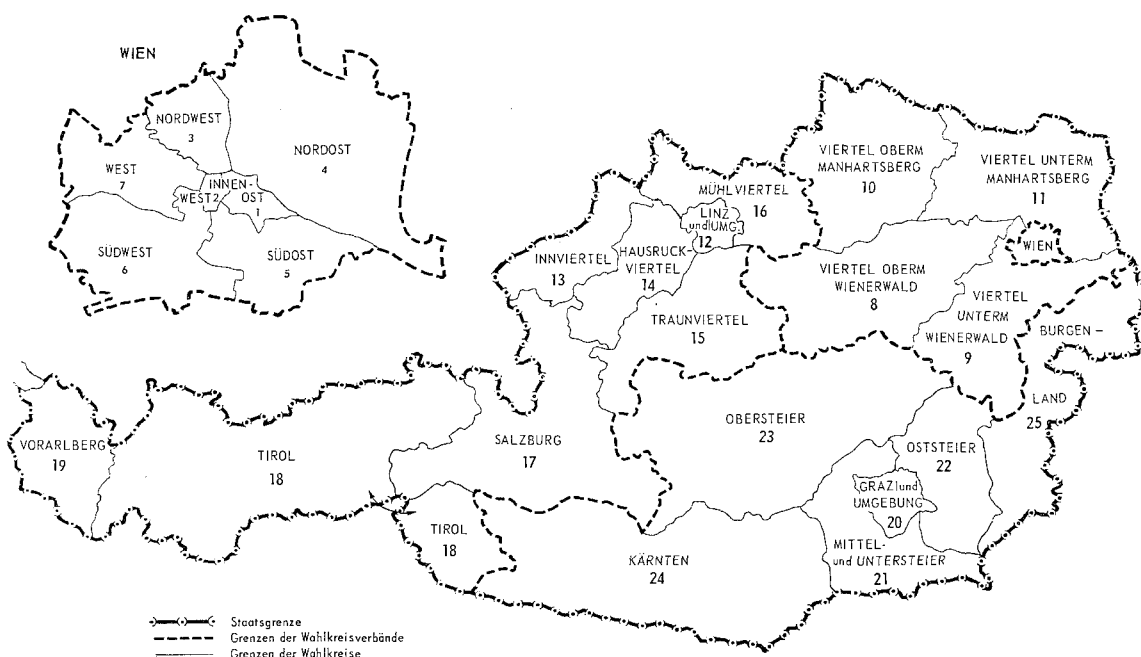 WIEN
NORDWEST
3
NORDOST
4
WEST
7
INNEN-
WEST 2
OST
1
SÜDWEST
6
SÜDOST
5
VIERTEL OBERM
MANHARTSBERG
10
VIERTEL UNTERM
MANHARTSBERG
11
MÜHLVIERTEL
16
LINZ
und UMG.
12
WIEN
INNVIERTEL
13
HAUSRUCK-
VIERTEL
14
VIERTEL OBERM
WIENERWALD
8
VIERTEL
UNTERM
WIENERWALD
9
BURGEN-
LAND
25
TRAUNVIERTEL
15
OBERSTEIER
23
VORARLBERG
19
TIROL
18
SALZBURG
17
OSTSTEIER
22
GRAZ und
UMGEBUNG
20
TIROL
18
KÄRNTEN
24
MITTEL-
und UNTERSTEIER
21
Staatsgrenze
Grenzen der Wahlkreisverbände
Grenzen der Wahlkreise